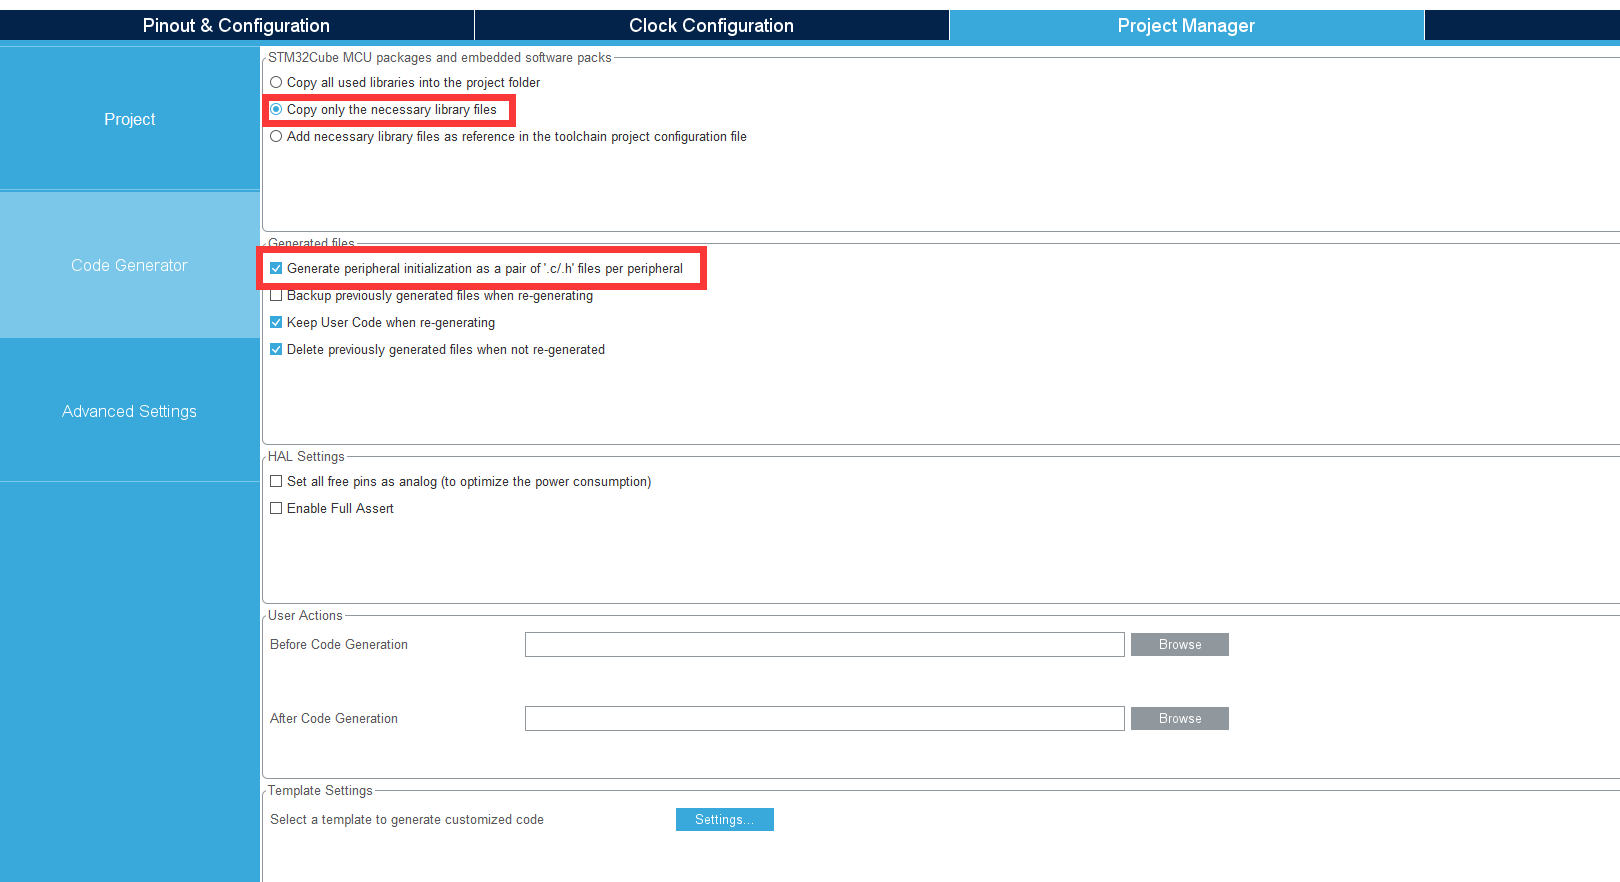 Pinout & Configuration
Clock Configuration
Project Manager
Project
Code Generator
Advanced Settings
STM32Cube MCU packages and embedded software packs
Copy all used libraries into the project folder
Copy only the necessary library files
Add necessary library files as reference in the toolchain project configuration file
Generated files
Generate peripheral initialization as a pair of '.c/.h' files per peripheral
Backup previously generated files when re-generating
Keep User Code when re-generating
Delete previously generated files when not re-generated
HAL Settings
Set all free pins as analog (to optimize the power consumption)
Enable Full Assert
User Actions
Before Code Generation
Browse
After Code Generation
Browse
Template Settings
Select a template to generate customized code
Settings...